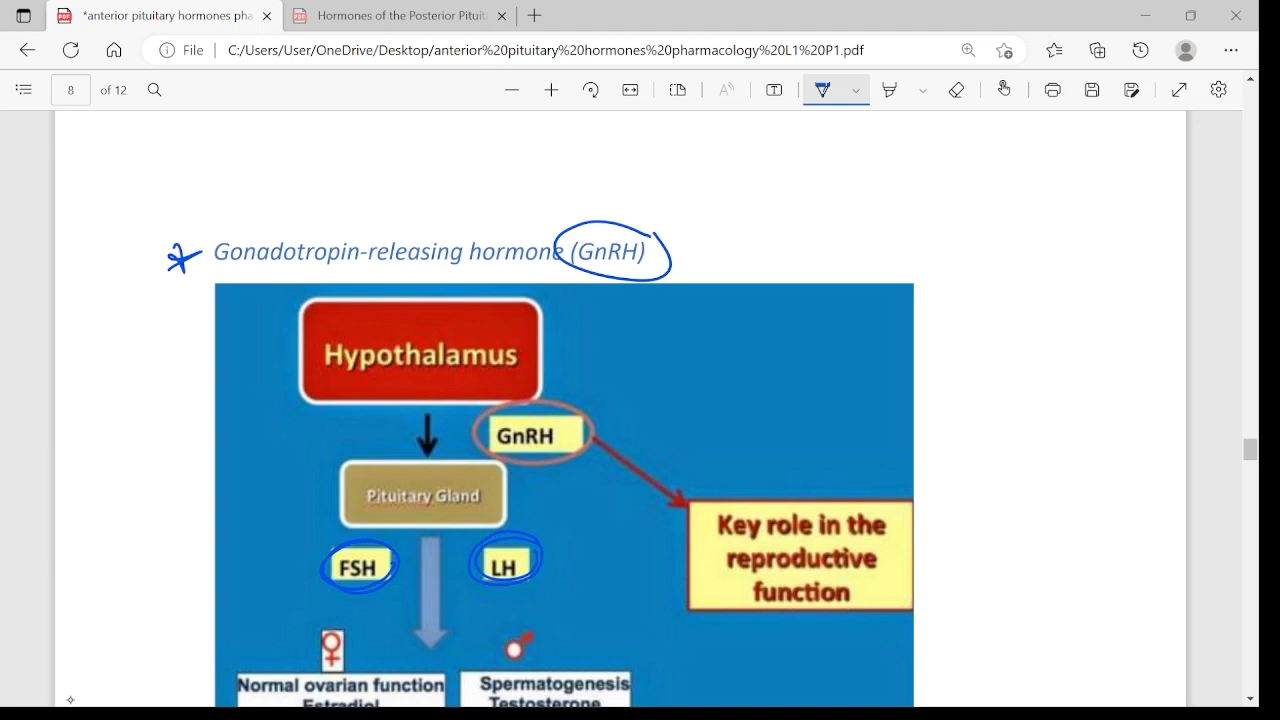 *anterior pituitary hormones pha
Hormones of the Posterior Pituit
File
C:/Users/User/OneDrive/Desktop/anterior%20pituitary%20hormones%20pharmacology%20L1%20P1.pdf
8 of 12
Gonadotropin-releasing hormone (GnRH)
Hypothalamus
GnRH
Pituitary Gland
Key role in the
reproductive
function
FSH
LH
Normal ovarian function
Estradiol
Spermatogenesis
Testosterone